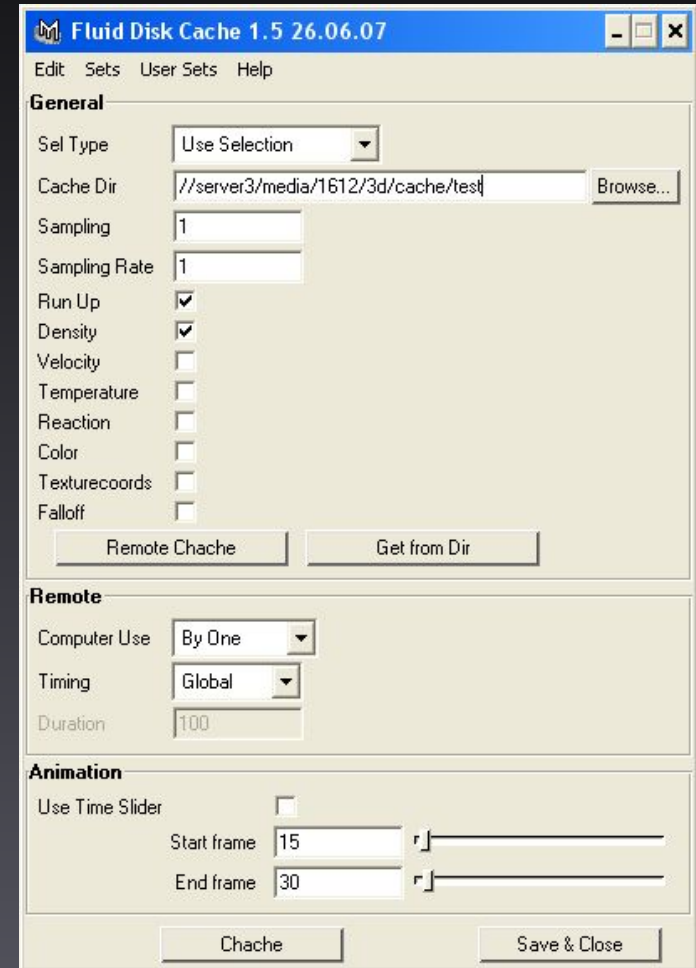 Fluid Disk Cache 1.5 26.06.07
Edit Sets User Sets Help
General
Sel Type Use Selection
Cache Dir //server3/media/1612/3d/cache/test Browse...
Sampling 1
Sampling Rate 1
Run Up
Density
Velocity
Temperature
Reaction
Color
Texturecoords
Falloff
Remote Chache Get from Dir
Remote
Computer Use By One
Timing Global
Duration 100
Animation
Use Time Slider
Start frame 15
End frame 30
Chache Save & Close